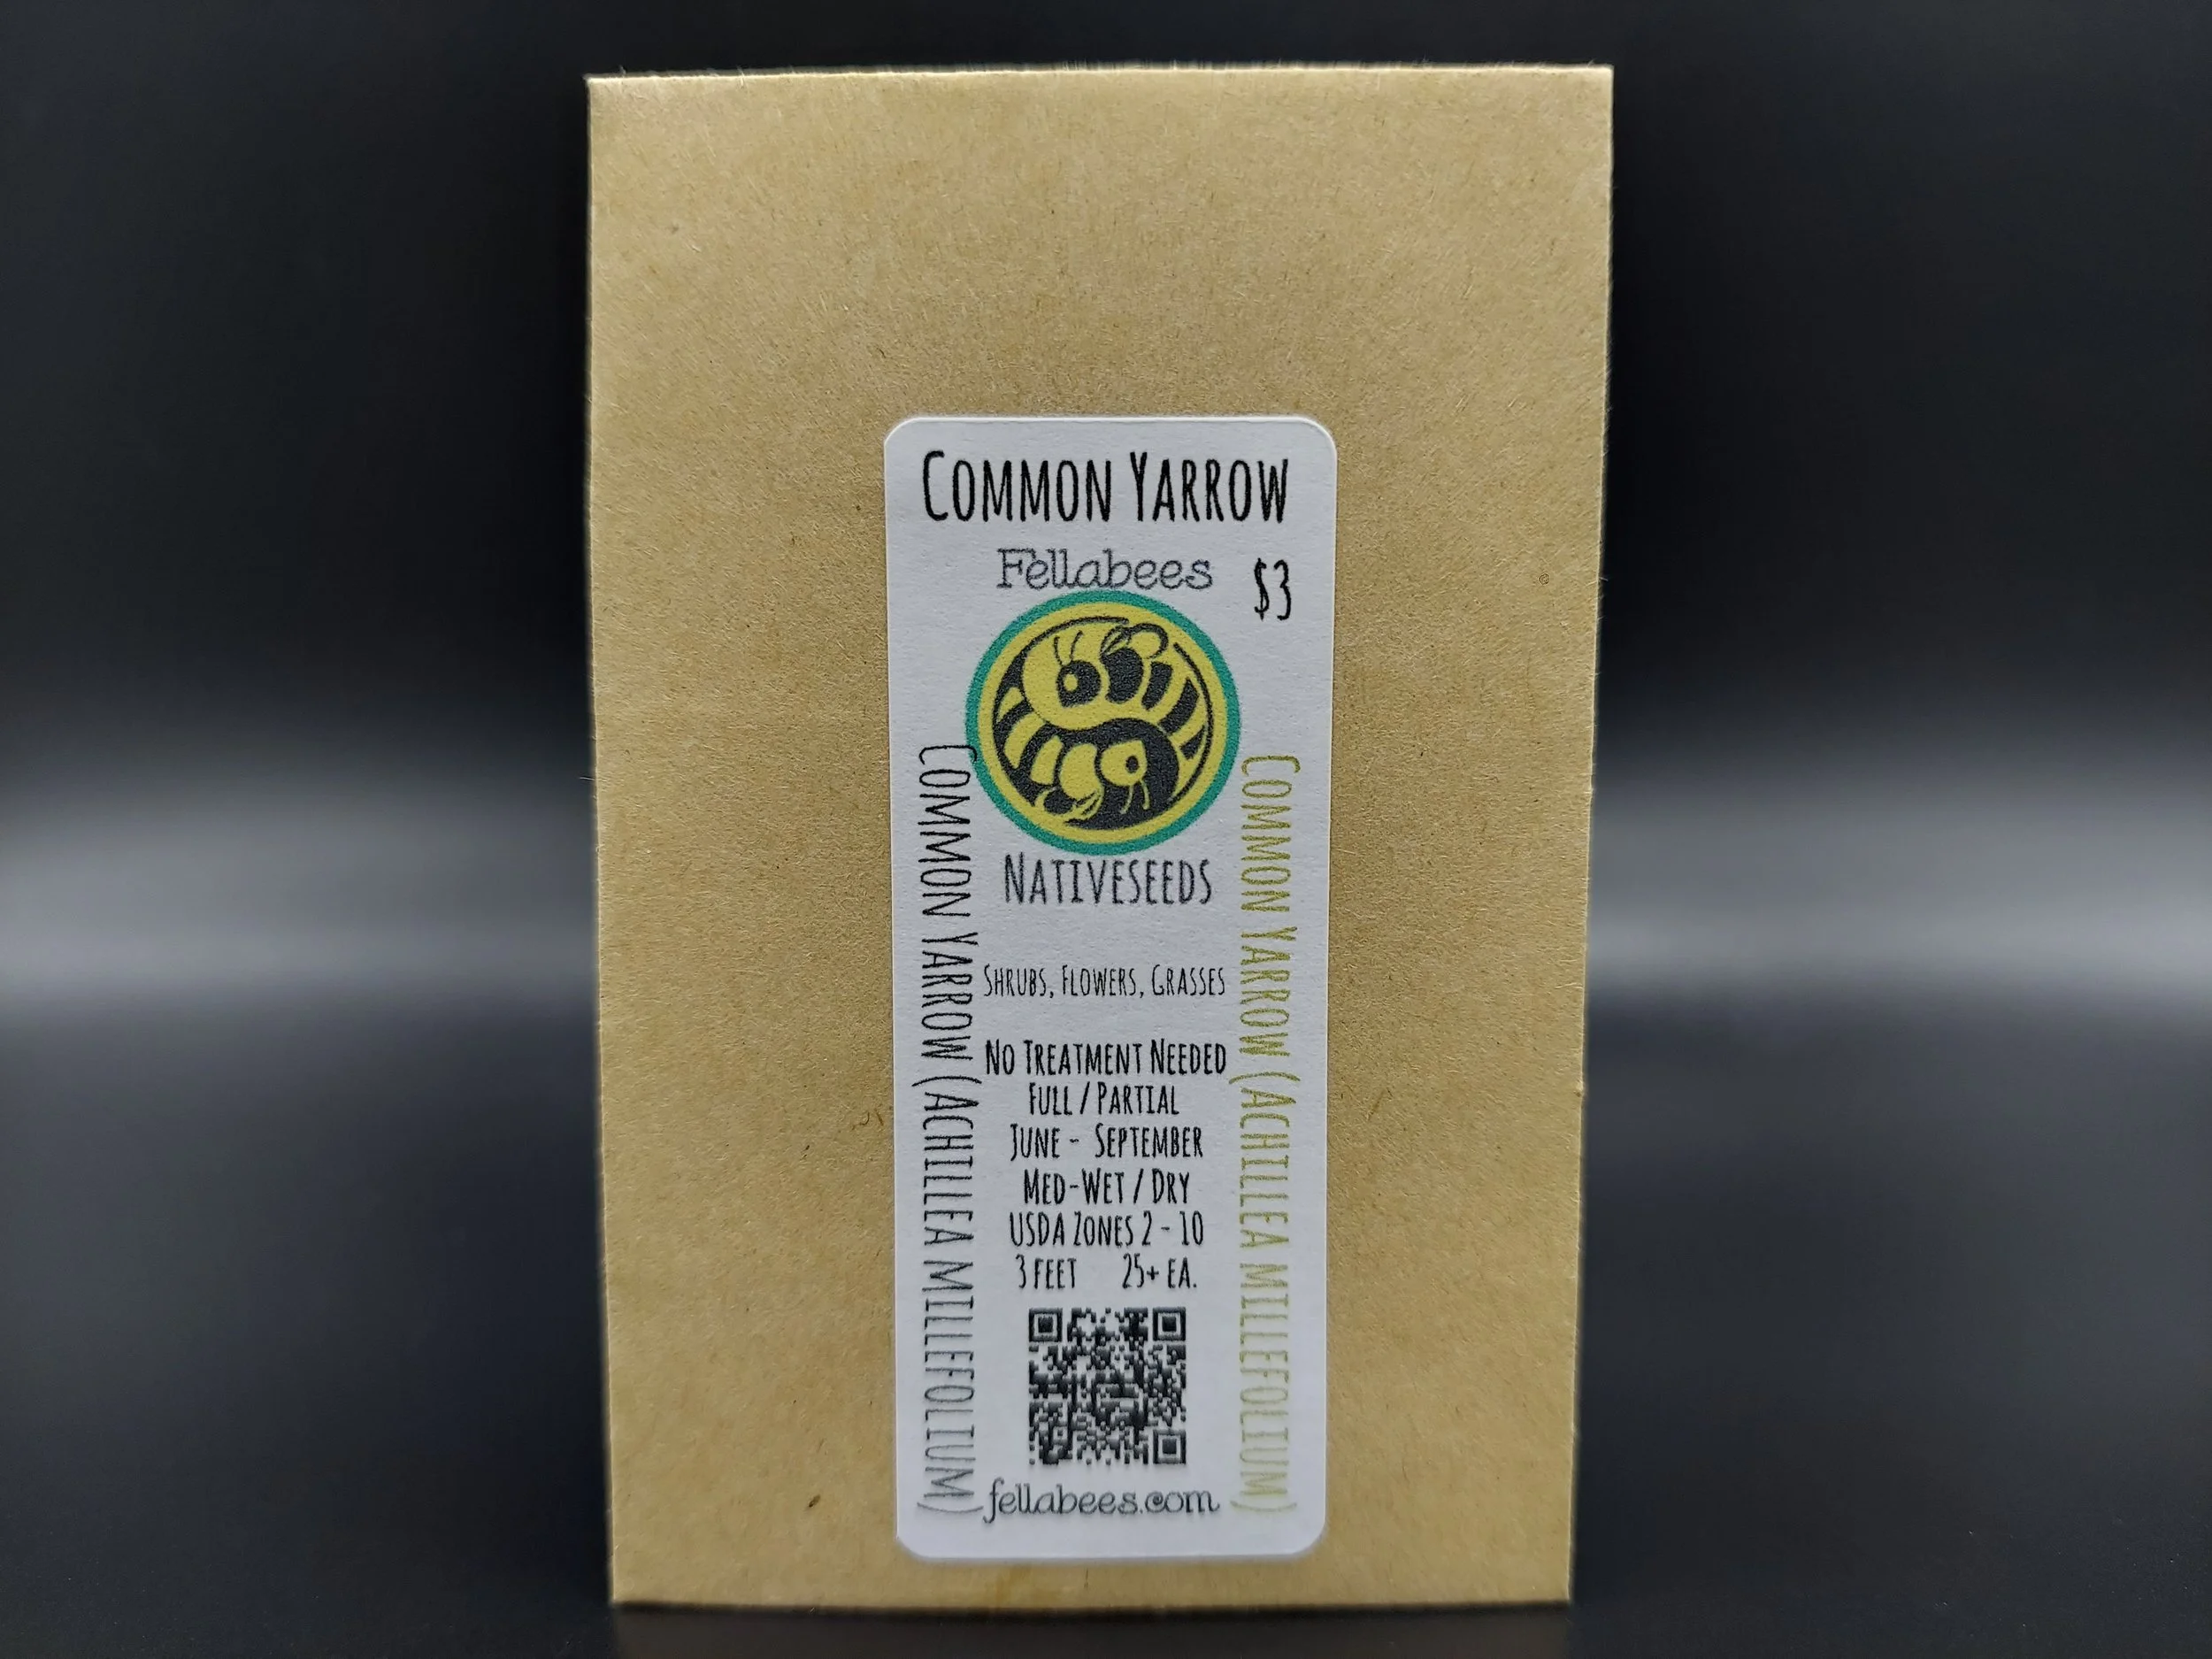 Common Yarrow
Fellabees
$3
Nativeseeds
Common Yarrow (Achillea millefolium)
Common Yarrow (Achillea millefolium)
Shrubs, Flowers, Grasses
No Treatment Needed
Full / Partial
June - September
Med-Wet / Dry
USDA Zones 2 - 10
3 feet 25+ ea.
fellabees.com